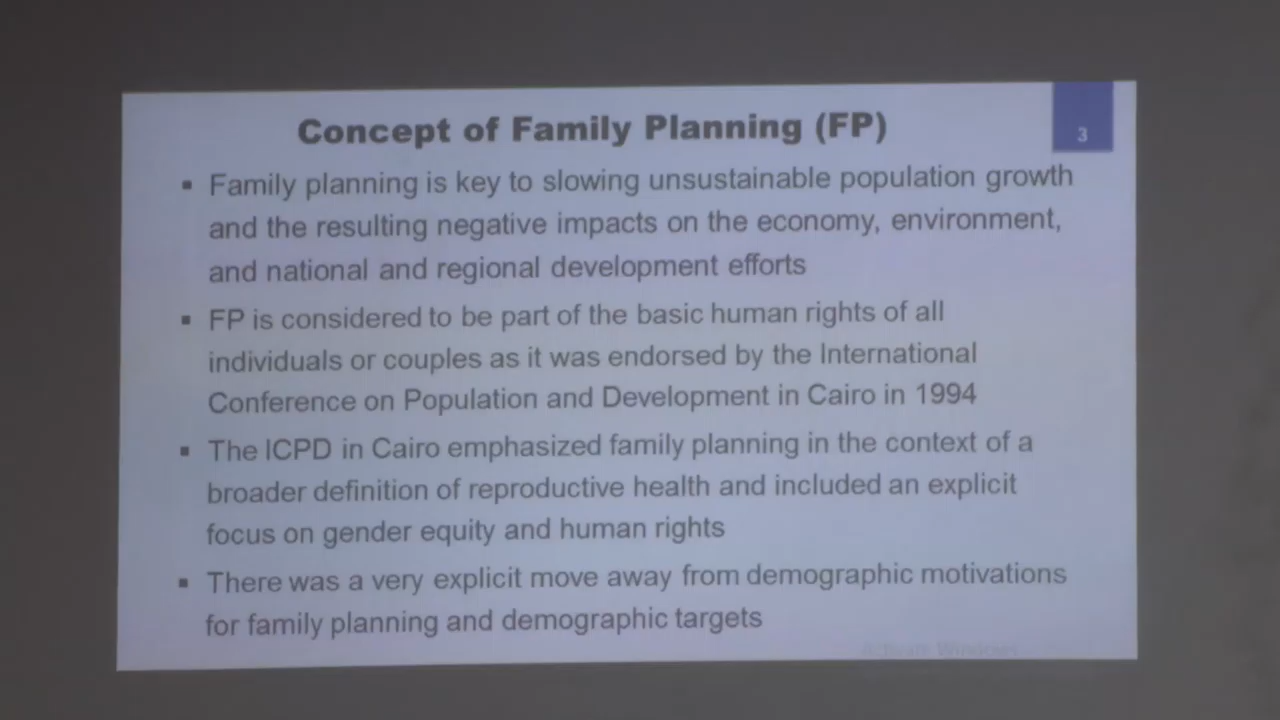 Concept of Family Planning (FP)
3
▪ Family planning is key to slowing unsustainable population growth
and the resulting negative impacts on the economy, environment,
and national and regional development efforts
▪ FP is considered to be part of the basic human rights of all
individuals or couples as it was endorsed by the International
Conference on Population and Development in Cairo in 1994
▪ The ICPD in Cairo emphasized family planning in the context of a
broader definition of reproductive health and included an explicit
focus on gender equity and human rights
▪ There was a very explicit move away from demographic motivations
for family planning and demographic targets
Activate Windows